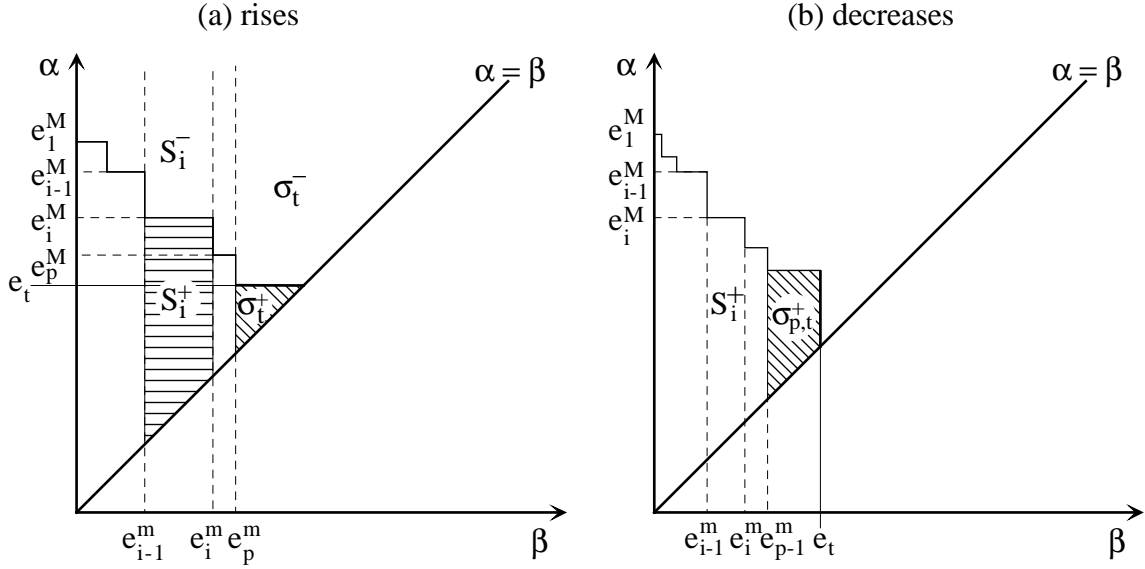 (a) rises
α
α = β
e₁ᴹ
Sᵢ⁻
eᵢ₋₁ᴹ
σₜ⁻
eᵢᴹ
eₚᴹ
eₜ
Sᵢ⁺
σₜ⁺
eᵢ₋₁ᵐ eᵢᵐ eₚᵐ
β
(b) decreases
α
α = β
e₁ᴹ
eᵢ₋₁ᴹ
eᵢᴹ
Sᵢ⁺
σₚ,ₜ⁺
eᵢ₋₁ᵐ eᵢᵐ eₚ₋₁ᵐ eₜ
β